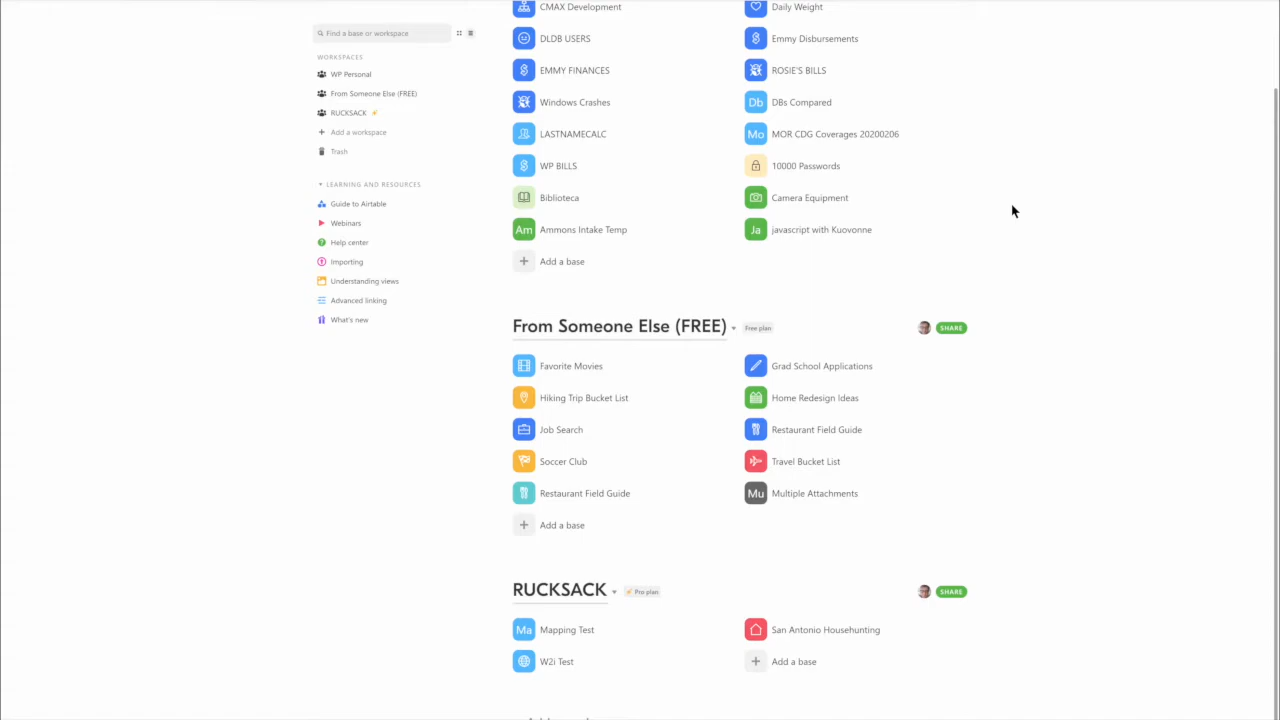 Find a base or workspace
WORKSPACES
WP Personal
From Someone Else (FREE)
RUCKSACK
Add a workspace
Trash
LEARNING AND RESOURCES
Guide to Airtable
Webinars
Help center
Importing
Understanding views
Advanced linking
What's new
CMAX Development
Daily Weight
DLDB USERS
Emmy Disbursements
EMMY FINANCES
ROSIE'S BILLS
Windows Crashes
Db DBs Compared
LASTNAMECALC
Mo MOR CDG Coverages 20200206
WP BILLS
10000 Passwords
Biblioteca
Camera Equipment
Am Ammons Intake Temp
Ja javascript with Kuovonne
Add a base
From Someone Else (FREE) Free plan SHARE
Favorite Movies
Grad School Applications
Hiking Trip Bucket List
Home Redesign Ideas
Job Search
Restaurant Field Guide
Soccer Club
Travel Bucket List
Restaurant Field Guide
Mu Multiple Attachments
Add a base
RUCKSACK Pro plan SHARE
Ma Mapping Test
San Antonio Househunting
W2i Test
Add a base